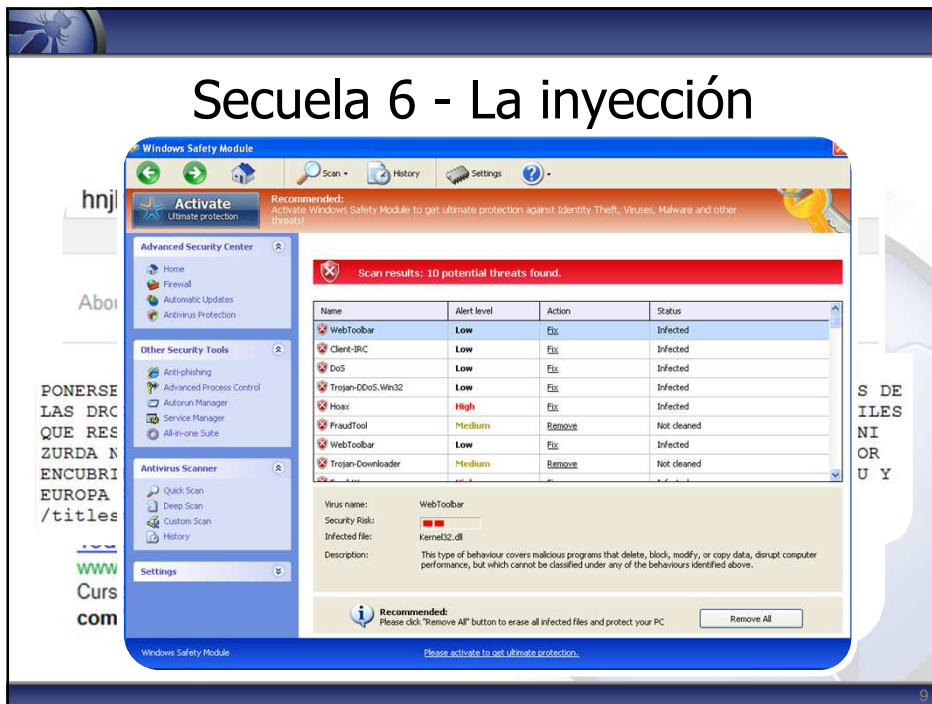 Secuela 6 - La inyección
Windows Safety Module
Scan
History
Settings
hnjl
Activate
Ultimate protection
Recommended:
Activate Windows Safety Module to get ultimate protection against Identity Theft, Viruses, Malware and other
threats!
Advanced Security Center
Home
Firewall
Automatic Updates
Antivirus Protection
Other Security Tools
Anti-phishing
Advanced Process Control
Autorun Manager
Service Manager
All-in-one Suite
Antivirus Scanner
Quick Scan
Deep Scan
Custom Scan
History
Settings
Scan results: 10 potential threats found.
Name Alert level Action Status
WebToolbar Low Fix Infected
Client-IRC Low Fix Infected
DoS Low Fix Infected
Trojan-DDoS.Win32 Low Fix Infected
Hoax High Fix Infected
FraudTool Medium Remove Not cleaned
WebToolbar Low Fix Infected
Trojan-Downloader Medium Remove Not cleaned
Virus name: WebToolbar
Security Risk:
Infected file: Kernel32.dll
Description: This type of behaviour covers malicious programs that delete, block, modify, or copy data, disrupt computer
performance, but which cannot be classified under any of the behaviours identified above.
Recommended:
Please click "Remove All" button to erase all infected files and protect your PC
Remove All
Windows Safety Module
Please activate to get ultimate protection.
Abou
PONERSE S DE
LAS DRO ILES
QUE RES NI
ZURDA N OR
ENCUBRI U Y
EUROPA
/titles
www
Curs
com
9